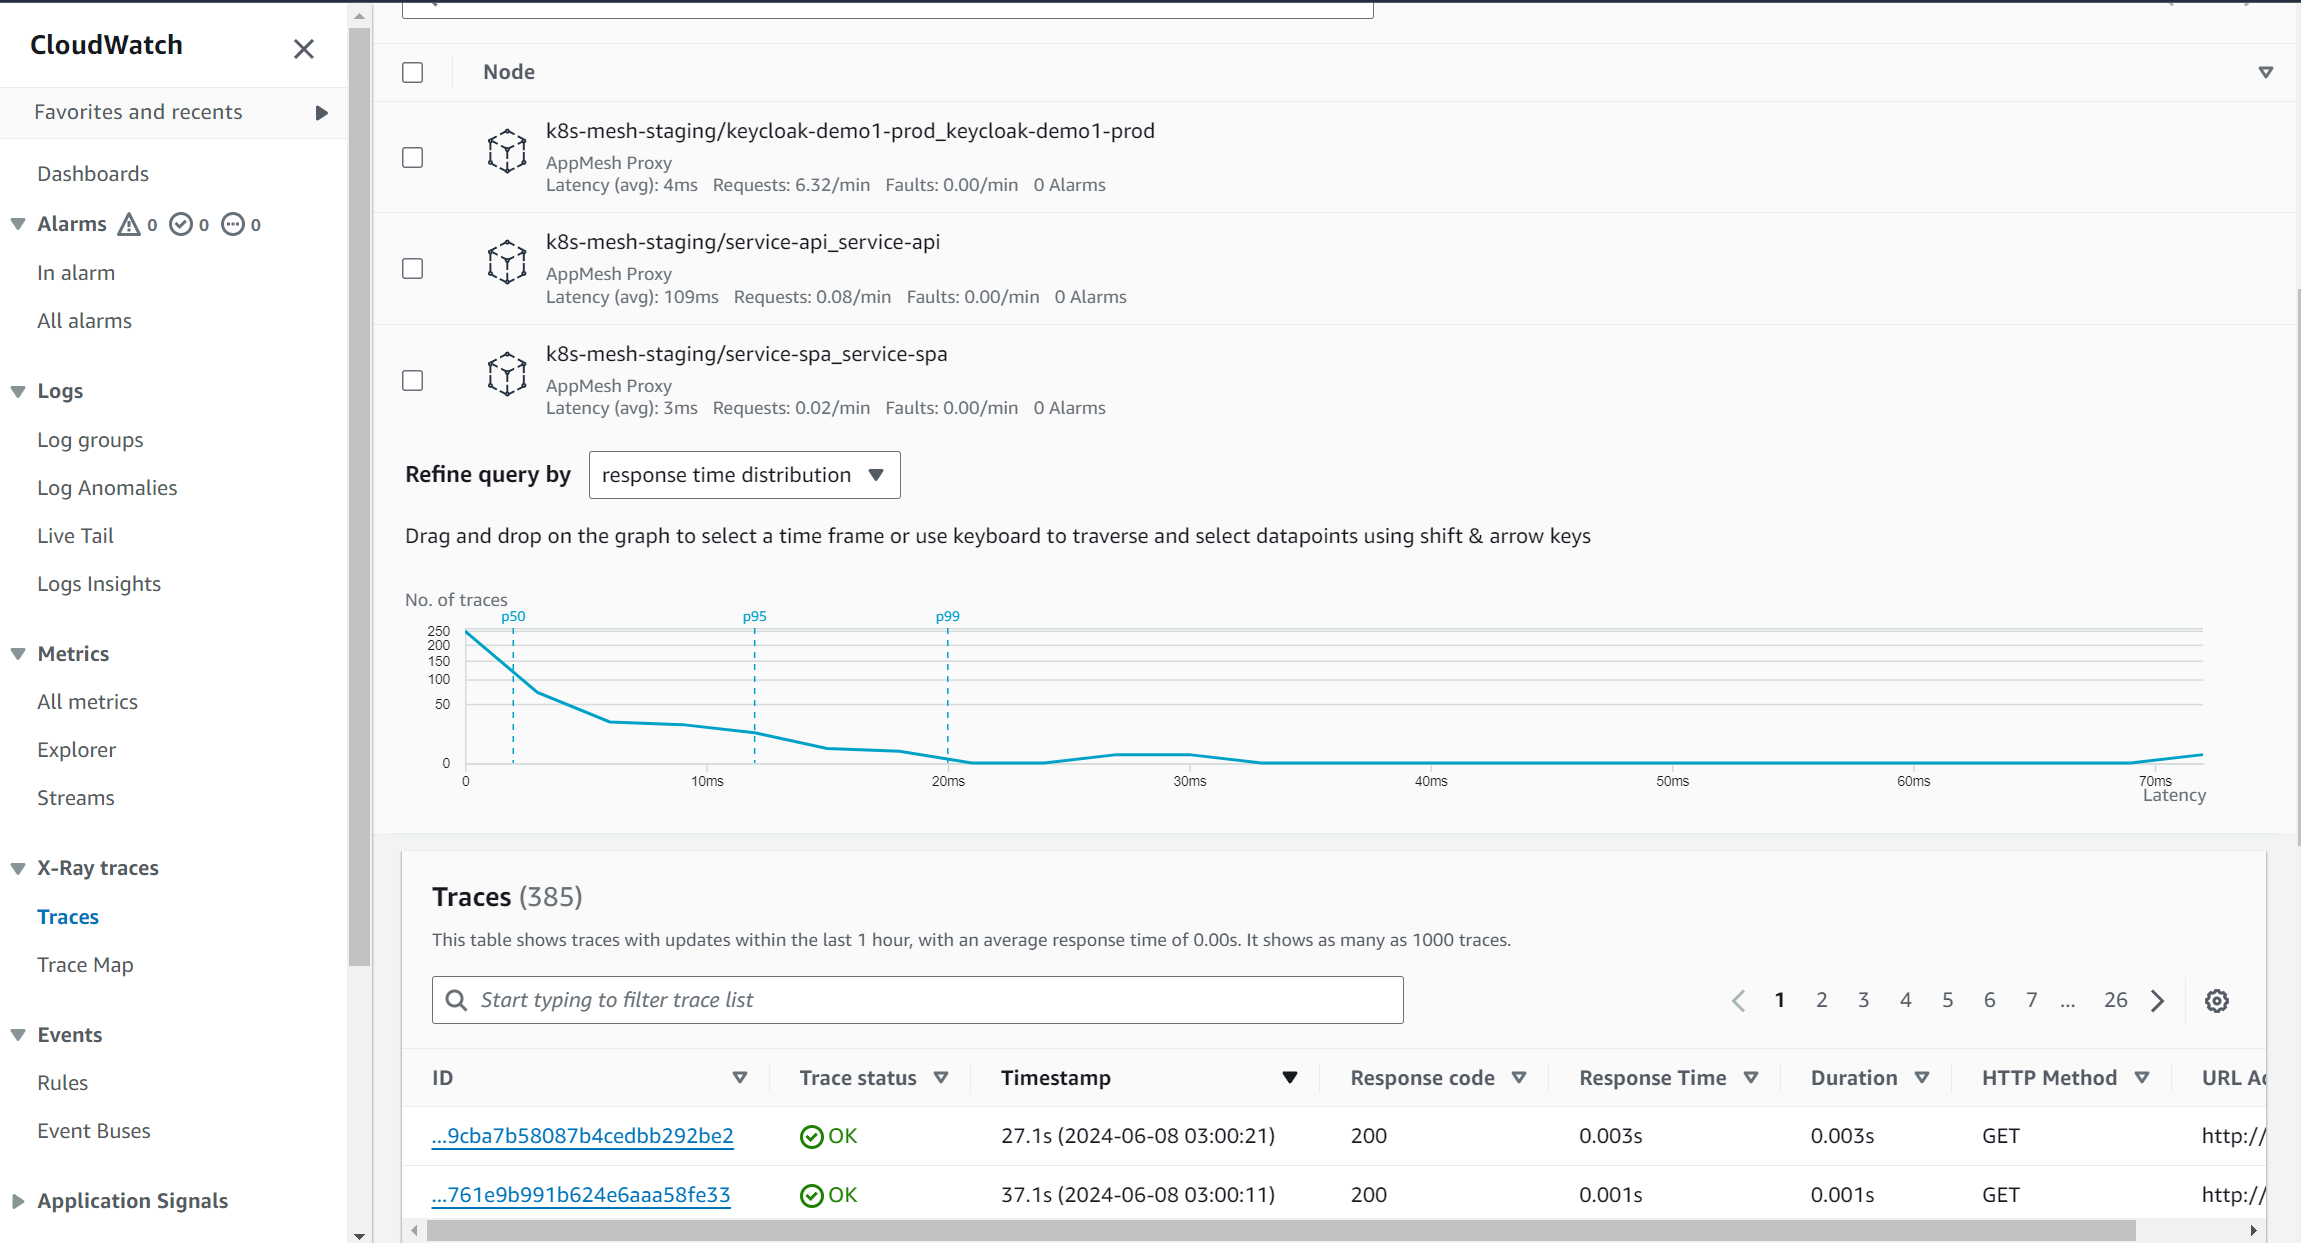 CloudWatch
Favorites and recents
Dashboards
Alarms 0 0 0
In alarm
All alarms
Logs
Log groups
Log Anomalies
Live Tail
Logs Insights
Metrics
All metrics
Explorer
Streams
X-Ray traces
Traces
Trace Map
Events
Rules
Event Buses
Application Signals
Node
k8s-mesh-staging/keycloak-demo1-prod_keycloak-demo1-prod
AppMesh Proxy
Latency (avg): 4ms Requests: 6.32/min Faults: 0.00/min 0 Alarms
k8s-mesh-staging/service-api_service-api
AppMesh Proxy
Latency (avg): 109ms Requests: 0.08/min Faults: 0.00/min 0 Alarms
k8s-mesh-staging/service-spa_service-spa
AppMesh Proxy
Latency (avg): 3ms Requests: 0.02/min Faults: 0.00/min 0 Alarms
Refine query by response time distribution
Drag and drop on the graph to select a time frame or use keyboard to traverse and select datapoints using shift & arrow keys
No. of traces
p50 p95 p99
250
200
150
100
50
0
0 10ms 20ms 30ms 40ms 50ms 60ms 70ms
Latency
Traces (385)
This table shows traces with updates within the last 1 hour, with an average response time of 0.00s. It shows as many as 1000 traces.
Start typing to filter trace list
1 2 3 4 5 6 7 ... 26
ID Trace status Timestamp Response code Response Time Duration HTTP Method URL Ac
...9cba7b58087b4cedbb292be2 OK 27.1s (2024-06-08 03:00:21) 200 0.003s 0.003s GET http://
...761e9b991b624e6aaa58fe33 OK 37.1s (2024-06-08 03:00:11) 200 0.001s 0.001s GET http://